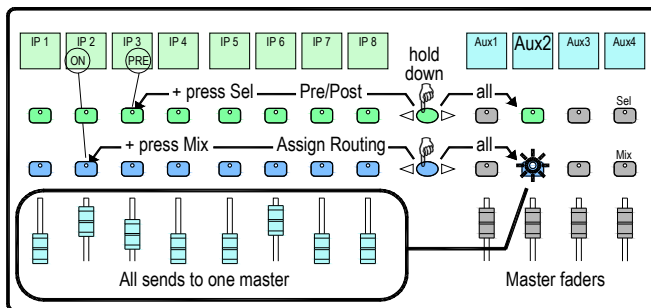 IP 1 IP 2 IP 3 IP 4 IP 5 IP 6 IP 7 IP 8 Aux1 Aux2 Aux3 Aux4
ON PRE
hold
down
+ press Sel Pre/Post all Sel
+ press Mix Assign Routing all Mix
All sends to one master Master faders